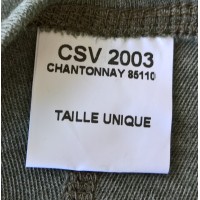 CSV 2003
CHANTONNAY 85110
TAILLE UNIQUE